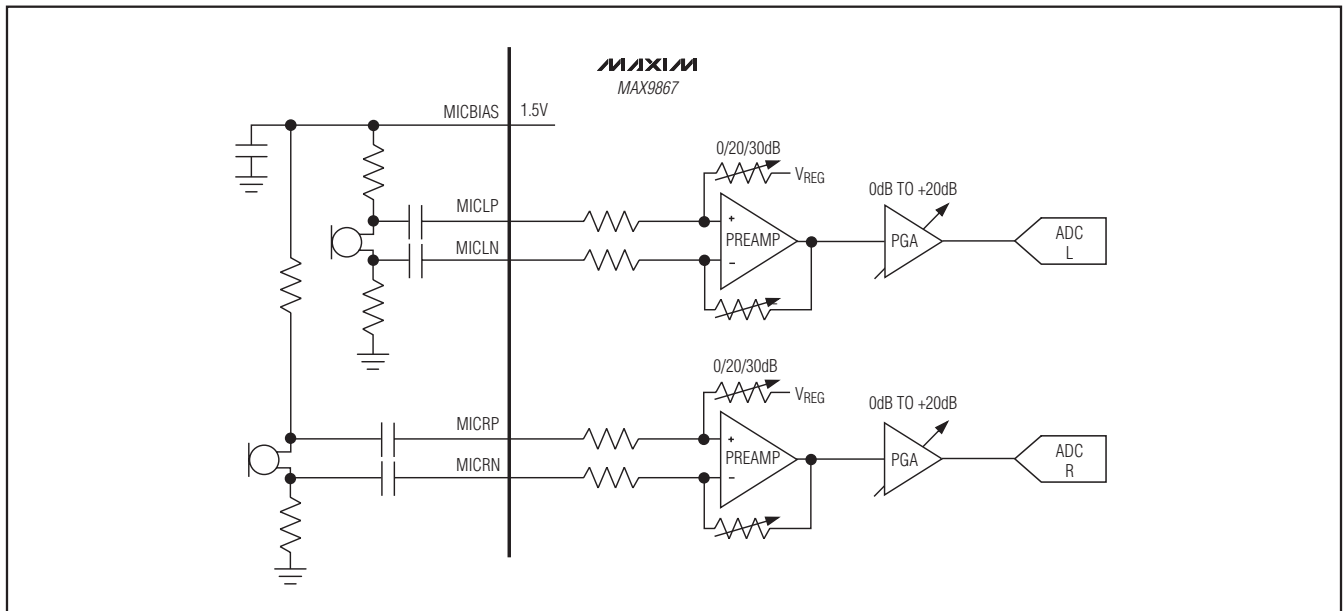 MAXIM
MAX9867
MICBIAS 1.5V
0/20/30dB
VREG
0dB TO +20dB
MICLP
+
PREAMP
PGA
ADC
L
MICLN
−
0/20/30dB
VREG
0dB TO +20dB
MICRP
+
PREAMP
PGA
ADC
R
MICRN
−